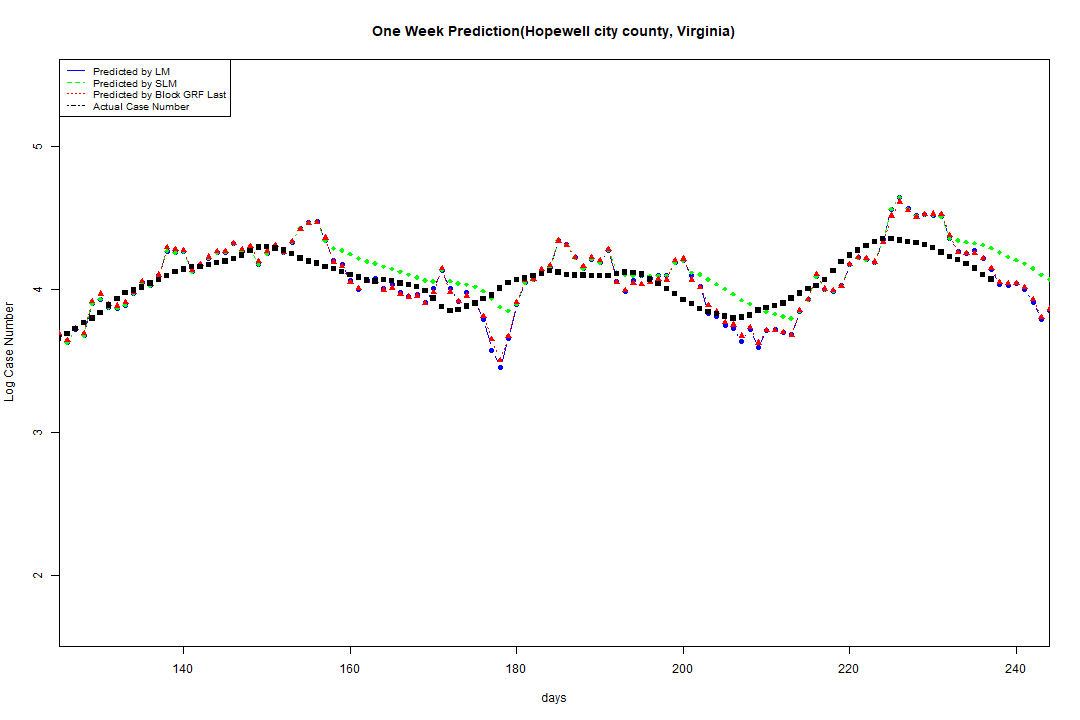 One Week Prediction(Hopewell city county, Virginia)
Predicted by LM
Predicted by SLM
Predicted by Block GRF Last
Actual Case Number
5
4
3
2
Log Case Number
140 160 180 200 220 240
days